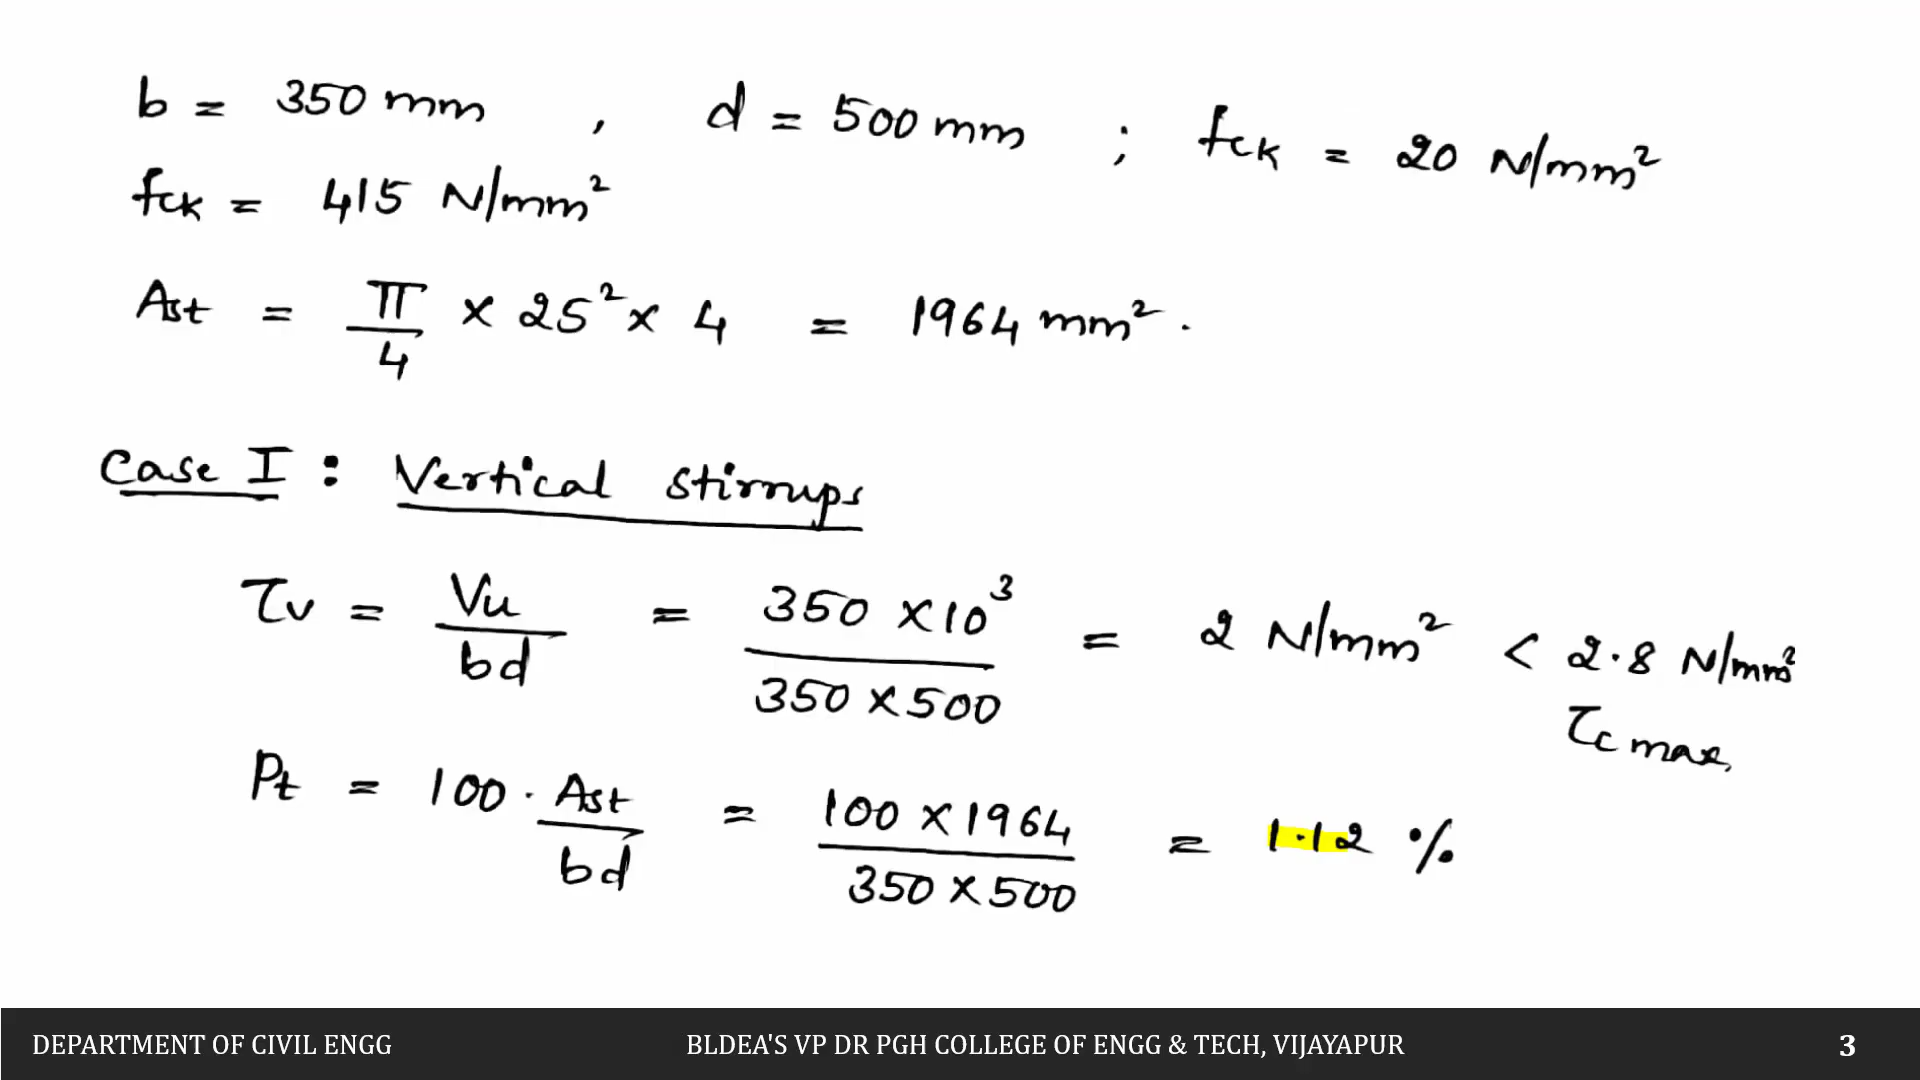 b = 350 mm , d = 500 mm ; fck = 20 N/mm²
fck = 415 N/mm²
Ast = π/4 × 25² × 4 = 1964 mm² .
Case I : Vertical stirrups
τv = Vu/bd = 350 × 10³/350 × 500 = 2 N/mm² < 2.8 N/mm²
τc max,
Pt = 100 . Ast/bd = 100 × 1964/350 × 500 = 1.12 %
DEPARTMENT OF CIVIL ENGG BLDEA'S VP DR PGH COLLEGE OF ENGG & TECH, VIJAYAPUR 3